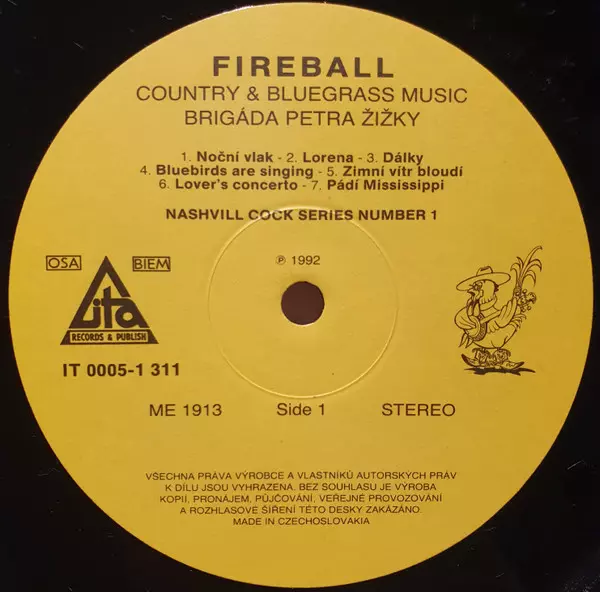 FIREBALL
COUNTRY & BLUEGRASS MUSIC
BRIGÁDA PETRA ŽIŽKY
1. Noční vlak - 2. Lorena - 3. Dálky
4. Bluebirds are singing - 5. Zimní vítr bloudí
6. Lover's concerto - 7. Pádí Mississippi
NASHVILL COCK SERIES NUMBER 1
℗ 1992
OSA BIEM
ita
RECORDS & PUBLISH
IT 0005-1 311
ME 1913 Side 1 STEREO
VŠECHNA PRÁVA VÝROBCE A VLASTNÍKŮ AUTORSKÝCH PRÁV
K DÍLU JSOU VYHRAZENA. BEZ SOUHLASU JE VÝROBA
KOPIÍ, PRONÁJEM, PŮJČOVÁNÍ, VEŘEJNÉ PROVOZOVÁNÍ
A ROZHLASOVÉ ŠÍŘENÍ TÉTO DESKY ZAKÁZÁNO.
MADE IN CZECHOSLOVAKIA